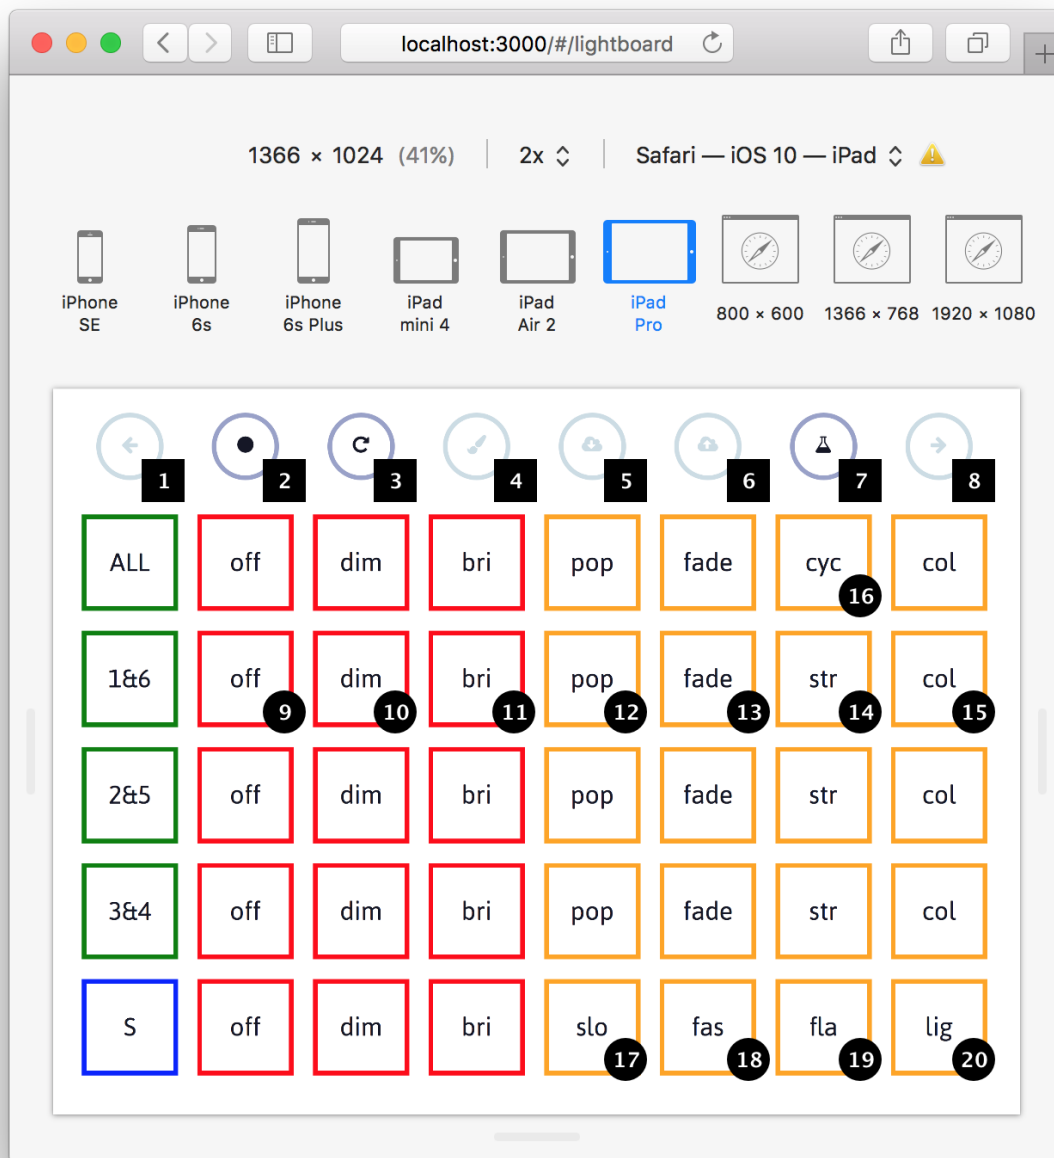 localhost:3000/#/lightboard
1366 × 1024 (41%) 2x Safari — iOS 10 — iPad
iPhone SE
iPhone 6s
iPhone 6s Plus
iPad mini 4
iPad Air 2
iPad Pro
800 × 600
1366 × 768
1920 × 1080
1 2 3 4 5 6 7 8
ALL off dim bri pop fade cyc col
16
1&6 off dim bri pop fade str col
9 10 11 12 13 14 15
2&5 off dim bri pop fade str col
3&4 off dim bri pop fade str col
S off dim bri slo fas fla lig
17 18 19 20